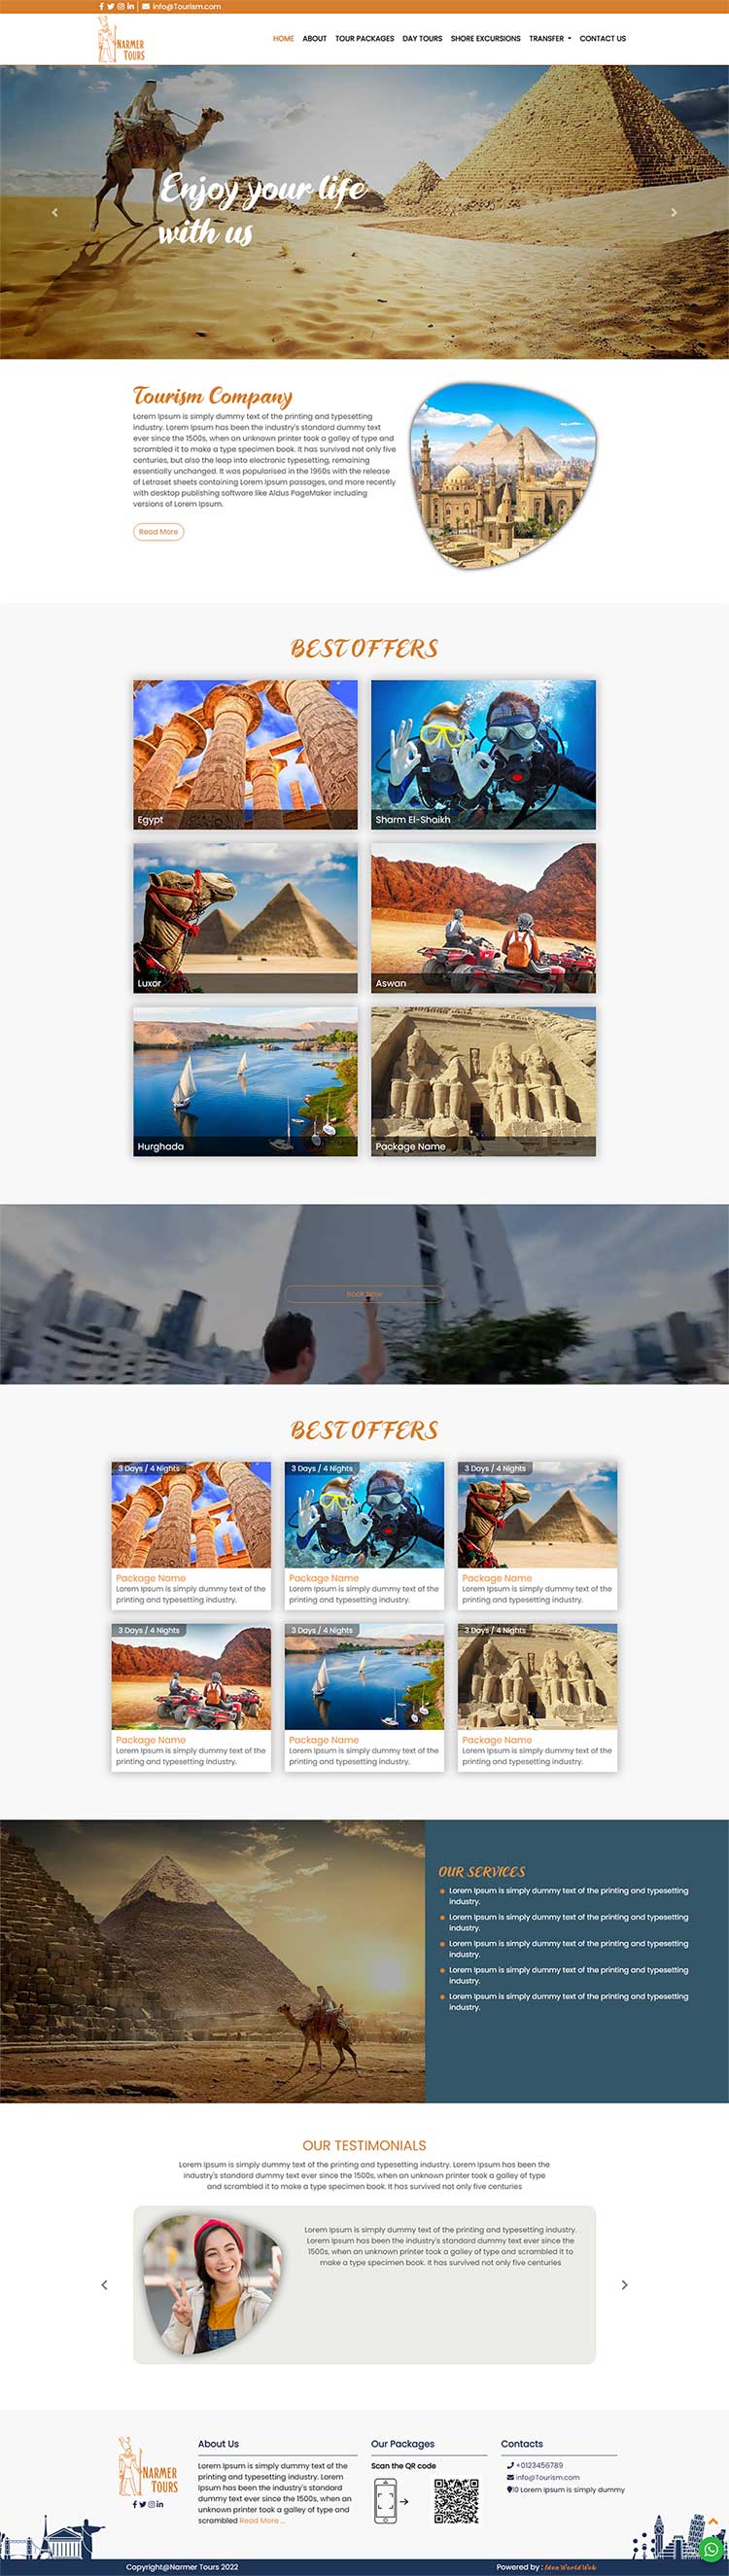 info@Tourism.com
NARMER
TOURS
HOME ABOUT TOUR PACKAGES DAY TOURS SHORE EXCURSIONS TRANSFER CONTACT US
Enjoy your life
with us
Tourism Company
Lorem Ipsum is simply dummy text of the printing and typesetting
industry. Lorem Ipsum has been the industry's standard dummy text
ever since the 1500s, when an unknown printer took a galley of type and
scrambled it to make a type specimen book. It has survived not only five
centuries, but also the leap into electronic typesetting, remaining
essentially unchanged. It was popularised in the 1960s with the release
of Letraset sheets containing Lorem Ipsum passages, and more recently
with desktop publishing software like Aldus PageMaker including
versions of Lorem Ipsum.
Read More
BEST OFFERS
Egypt
Sharm El-Shaikh
Luxor
Aswan
Hurghada
Package Name
Book Now
BEST OFFERS
3 Days / 4 Nights
3 Days / 4 Nights
3 Days / 4 Nights
Package Name
Lorem Ipsum is simply dummy text of the
printing and typesetting industry.
Package Name
Lorem Ipsum is simply dummy text of the
printing and typesetting industry.
Package Name
Lorem Ipsum is simply dummy text of the
printing and typesetting industry.
3 Days / 4 Nights
3 Days / 4 Nights
3 Days / 4 Nights
Package Name
Lorem Ipsum is simply dummy text of the
printing and typesetting industry.
Package Name
Lorem Ipsum is simply dummy text of the
printing and typesetting industry.
Package Name
Lorem Ipsum is simply dummy text of the
printing and typesetting industry.
OUR SERVICES
Lorem Ipsum is simply dummy text of the printing and typesetting
industry.
Lorem Ipsum is simply dummy text of the printing and typesetting
industry.
Lorem Ipsum is simply dummy text of the printing and typesetting
industry.
Lorem Ipsum is simply dummy text of the printing and typesetting
industry.
Lorem Ipsum is simply dummy text of the printing and typesetting
industry.
OUR TESTIMONIALS
Lorem Ipsum is simply dummy text of the printing and typesetting industry. Lorem Ipsum has been the
industry's standard dummy text ever since the 1500s, when an unknown printer took a galley of type
and scrambled it to make a type specimen book. It has survived not only five centuries
Lorem Ipsum is simply dummy text of the printing and typesetting industry.
Lorem Ipsum has been the industry's standard dummy text ever since the
1500s, when an unknown printer took a galley of type and scrambled it to
make a type specimen book. It has survived not only five centuries
NARMER
TOURS
About Us
Lorem Ipsum is simply dummy text of the
printing and typesetting industry. Lorem
Ipsum has been the industry's standard
dummy text ever since the 1500s, when an
unknown printer took a galley of type and
scrambled Read More ...
Our Packages
Scan the QR code
Contacts
+0123456789
info@Tourism.com
10 Lorem Ipsum is simply dummy
Copyright@Narmer Tours 2022
Powered by : Idea World Web